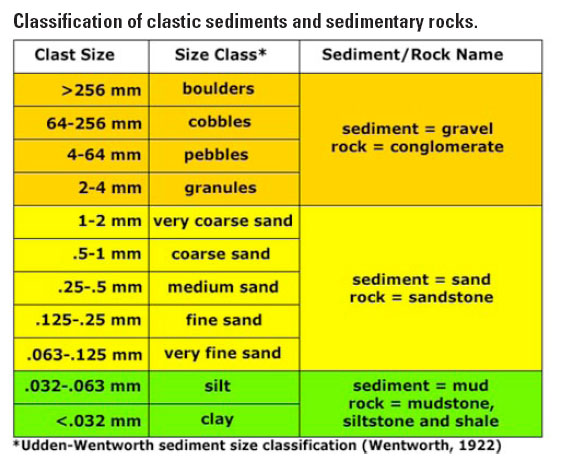 Classification of clastic sediments and sedimentary rocks.
Clast Size Size Class* Sediment/Rock Name
>256 mm boulders
64-256 mm cobbles
sediment = gravel
rock = conglomerate
4-64 mm pebbles
2-4 mm granules
1-2 mm very coarse sand
.5-1 mm coarse sand
.25-.5 mm medium sand
sediment = sand
rock = sandstone
.125-.25 mm fine sand
.063-.125 mm very fine sand
.032-.063 mm silt
<.032 mm clay
sediment = mud
rock = mudstone,
siltstone and shale
*Udden-Wentworth sediment size classification (Wentworth, 1922)